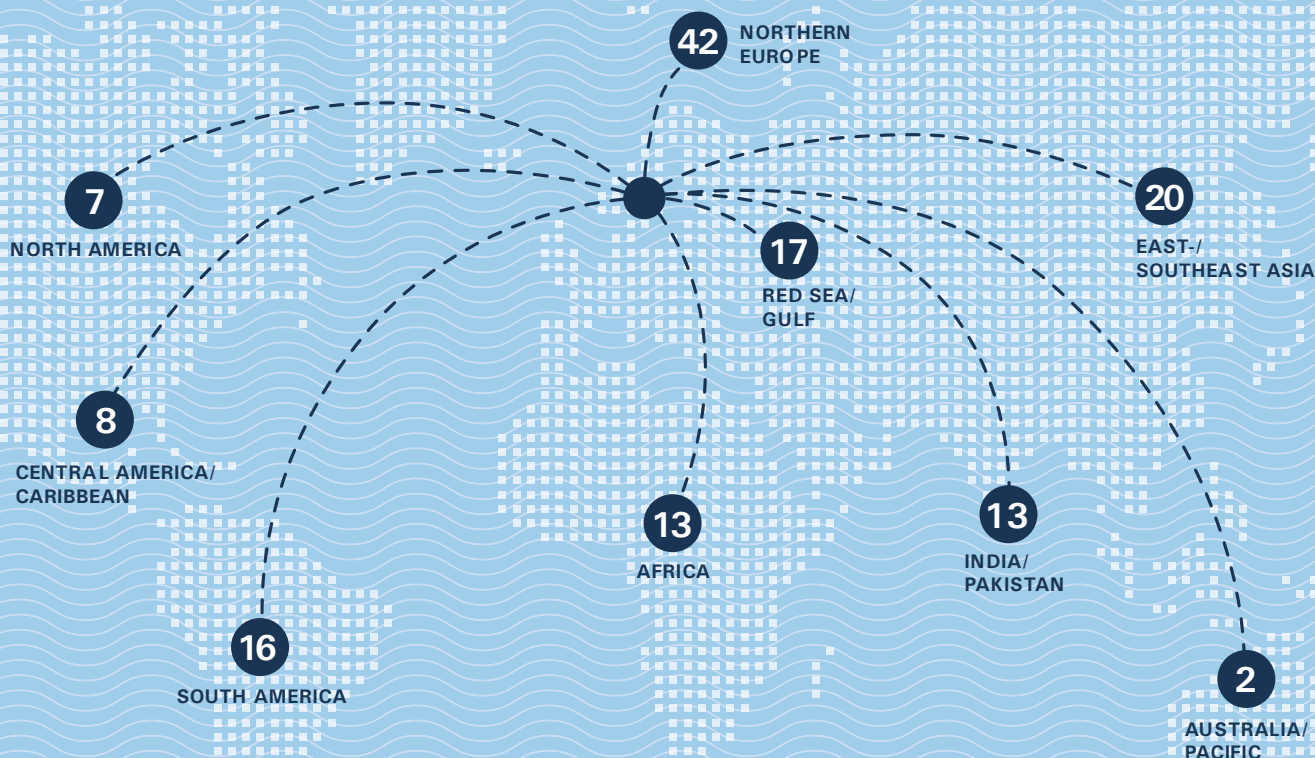 42
NORTHERN
EUROPE
7
NORTH AMERICA
20
EAST-/
SOUTHEAST ASIA
17
RED SEA/
GULF
8
CENTRAL AMERICA/
CARIBBEAN
13
AFRICA
13
INDIA/
PAKISTAN
16
SOUTH AMERICA
2
AUSTRALIA/
PACIFIC